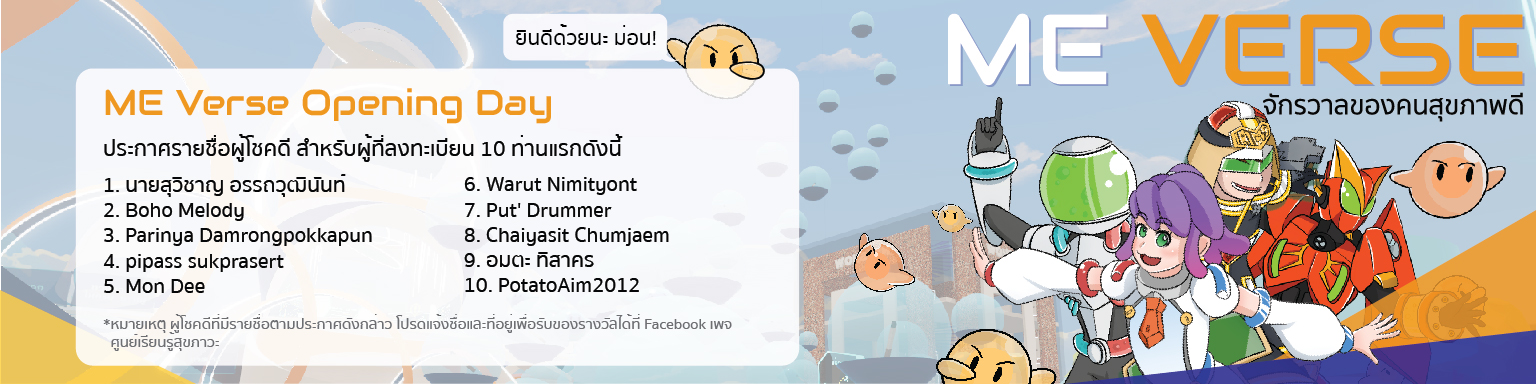 ยินดีด้วยนะ ม่อน!
ME VERSE
จักรวาลของคนสุขภาพดี
ME Verse Opening Day
ประกาศรายชื่อผู้โชคดี สำหรับผู้ที่ลงทะเบียน 10 ท่านแรกดังนี้
1. นายสุวิชาญ อรรถวุฒินันท์
2. Boho Melody
3. Parinya Damrongpokkapun
4. pipass sukprasert
5. Mon Dee
6. Warut Nimityont
7. Put' Drummer
8. Chaiyasit Chumjaem
9. อมตะ ทิสาคร
10. PotatoAim2012
*หมายเหตุ ผู้โชคดีที่มีรายชื่อตามประกาศดังกล่าว โปรดแจ้งชื่อและที่อยู่เพื่อรับของรางวัลได้ที่ Facebook เพจ
ศูนย์เรียนรู้สุขภาวะ